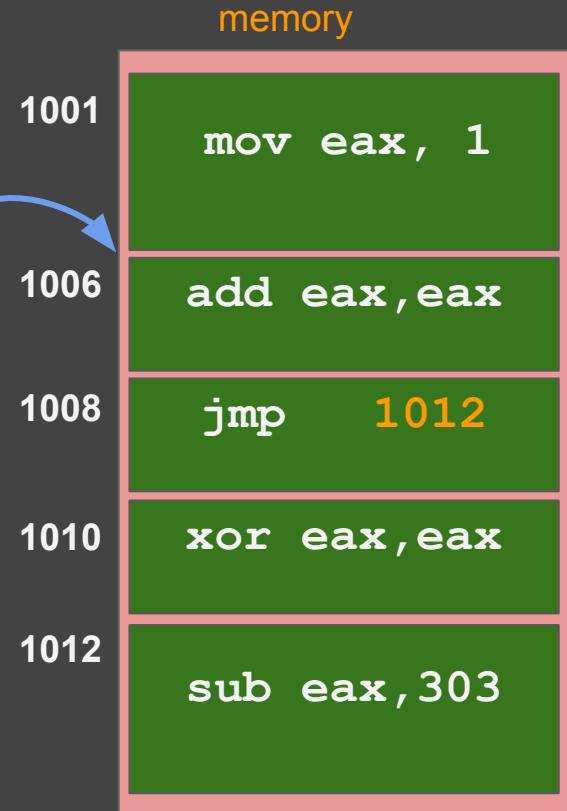 memory
1001 mov eax, 1
1006 add eax,eax
1008 jmp 1012
1010 xor eax,eax
1012 sub eax,303